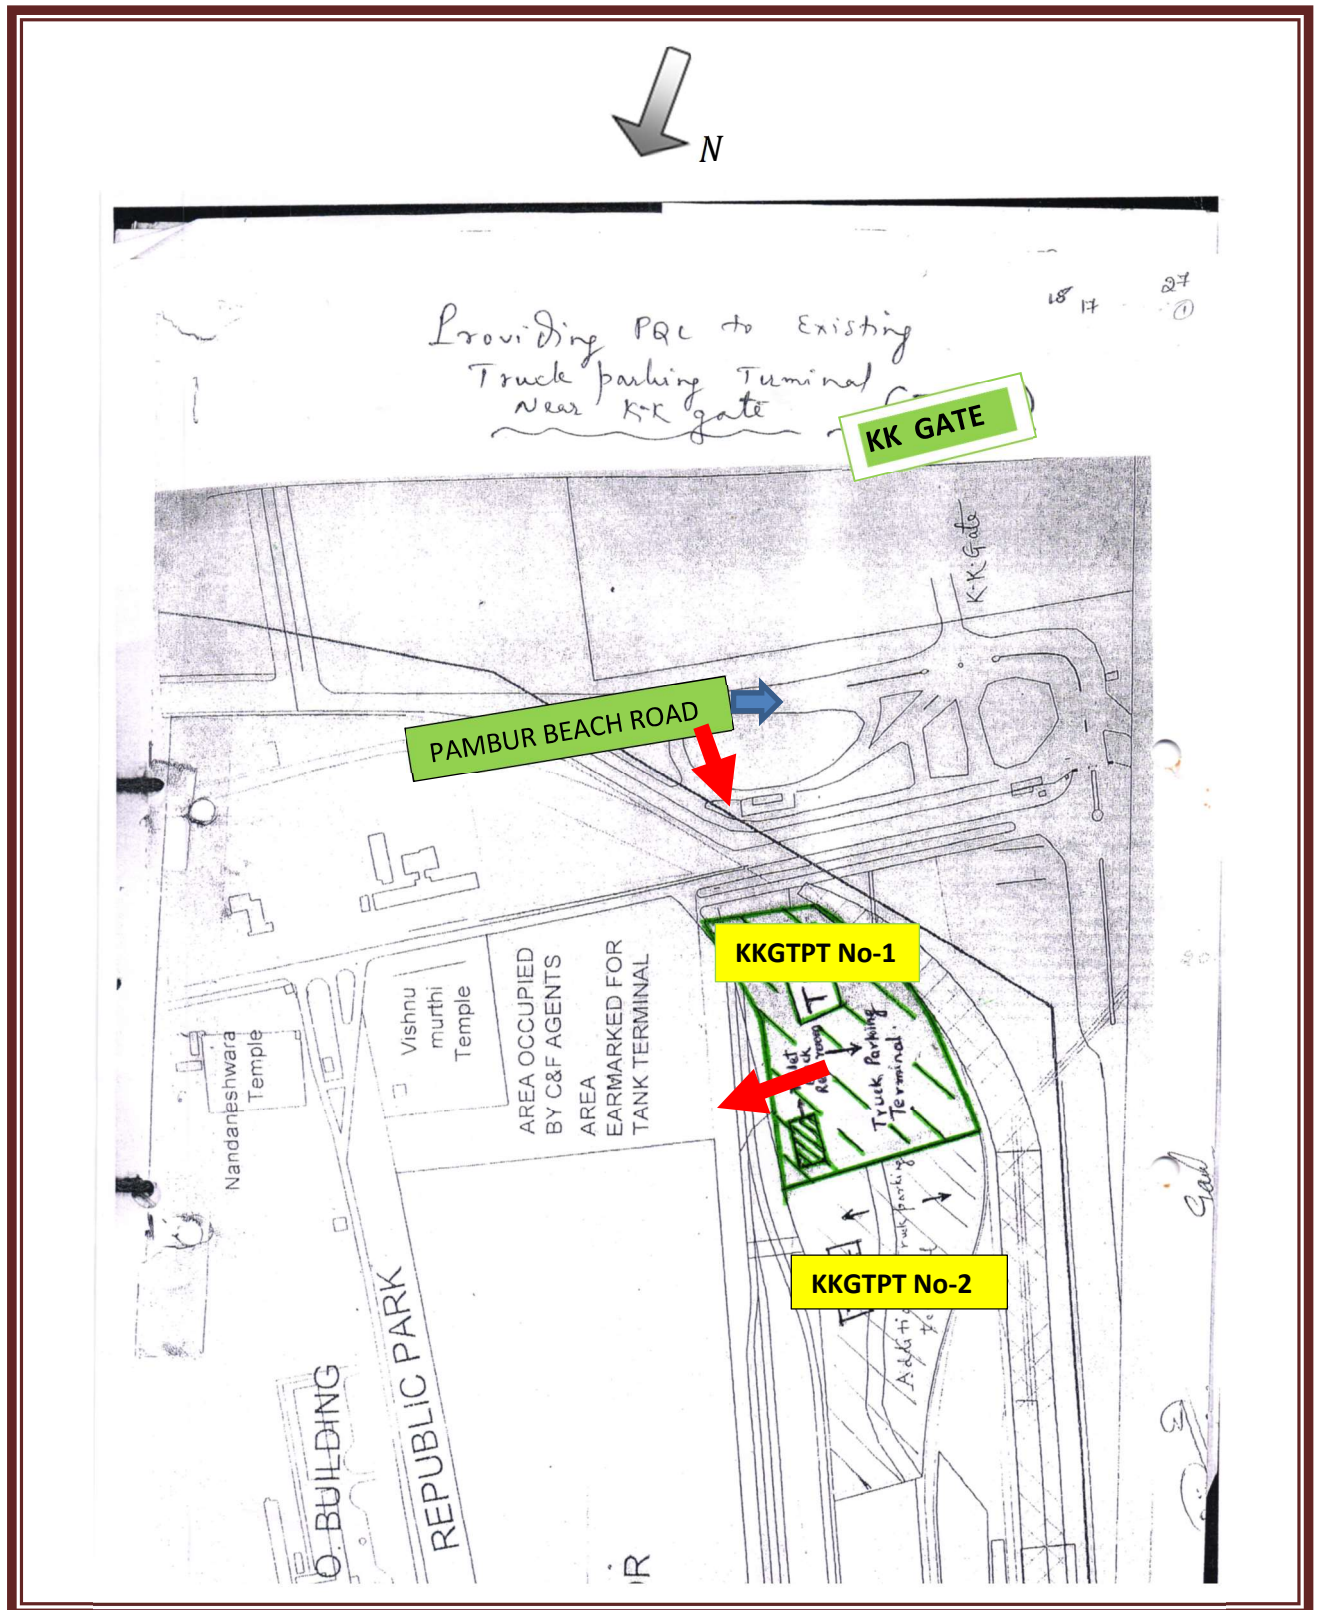 N
27
18 17
1
Providing PQC to Existing
Truck parking Terminal
Near K.K gate
KK GATE
K.K. Gate
PAMBUR BEACH ROAD
KKGTPT No-1
T
Truck Parking
Terminal.
Nandaneshwara
Temple
Vishnu
murthi
Temple
AREA OCCUPIED
BY C&F AGENTS
AREA
EARMARKED FOR
TANK TERMINAL
KKGTPT No-2
REPUBLIC PARK
O. BUILDING